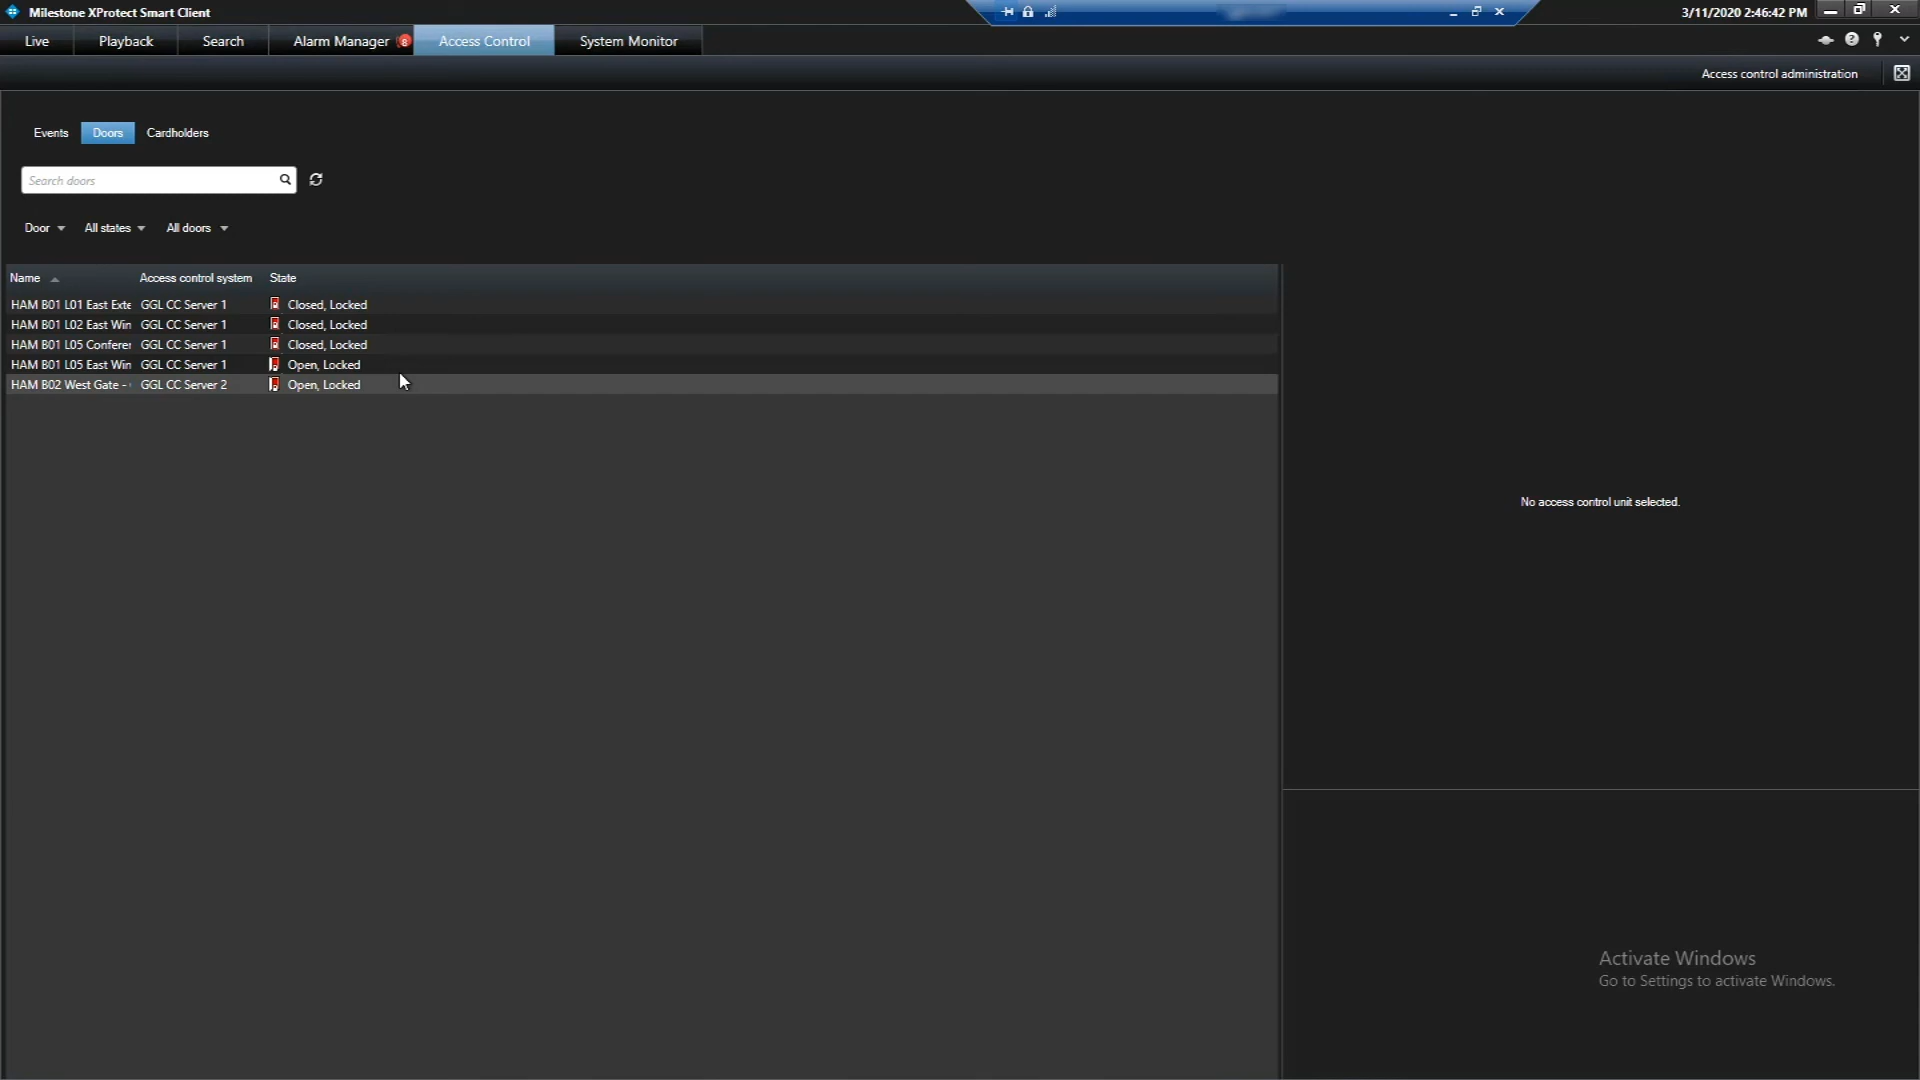 Milestone XProtect Smart Client
3/11/2020 2:46:42 PM
Live Playback Search Alarm Manager 8 Access Control System Monitor
Access control administration
Events Doors Cardholders
Search doors
Door All states All doors
Name Access control system State
HAM B01 L01 East Exte GGL CC Server 1 Closed, Locked
HAM B01 L02 East Win GGL CC Server 1 Closed, Locked
HAM B01 L05 Conferer GGL CC Server 1 Closed, Locked
HAM B01 L05 East Win GGL CC Server 1 Open, Locked
HAM B02 West Gate - GGL CC Server 2 Open, Locked
No access control unit selected.
Activate Windows
Go to Settings to activate Windows.